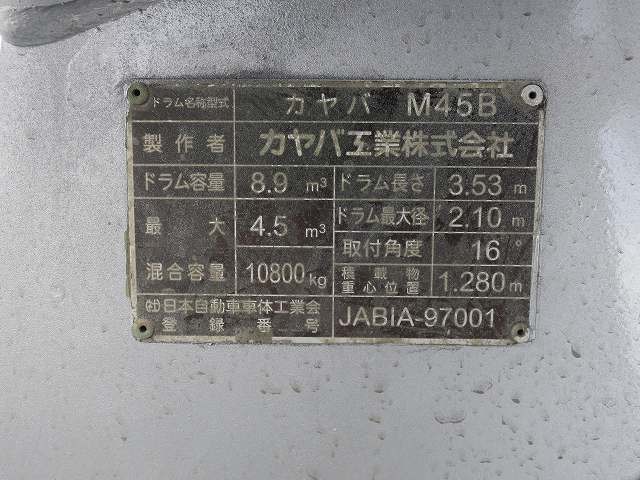 ドラム名称型式 カヤバ M45B
製作者 カヤバ工業株式会社
ドラム容量 8.9 m³ ドラム長さ 3.53 m
最大 4.5 m³ ドラム最大径 2.10 m
取付角度 16°
混合容量 10800kg 積載物重心位置 1.280m
㈳日本自動車車体工業会
登録番号 JABIA-97001